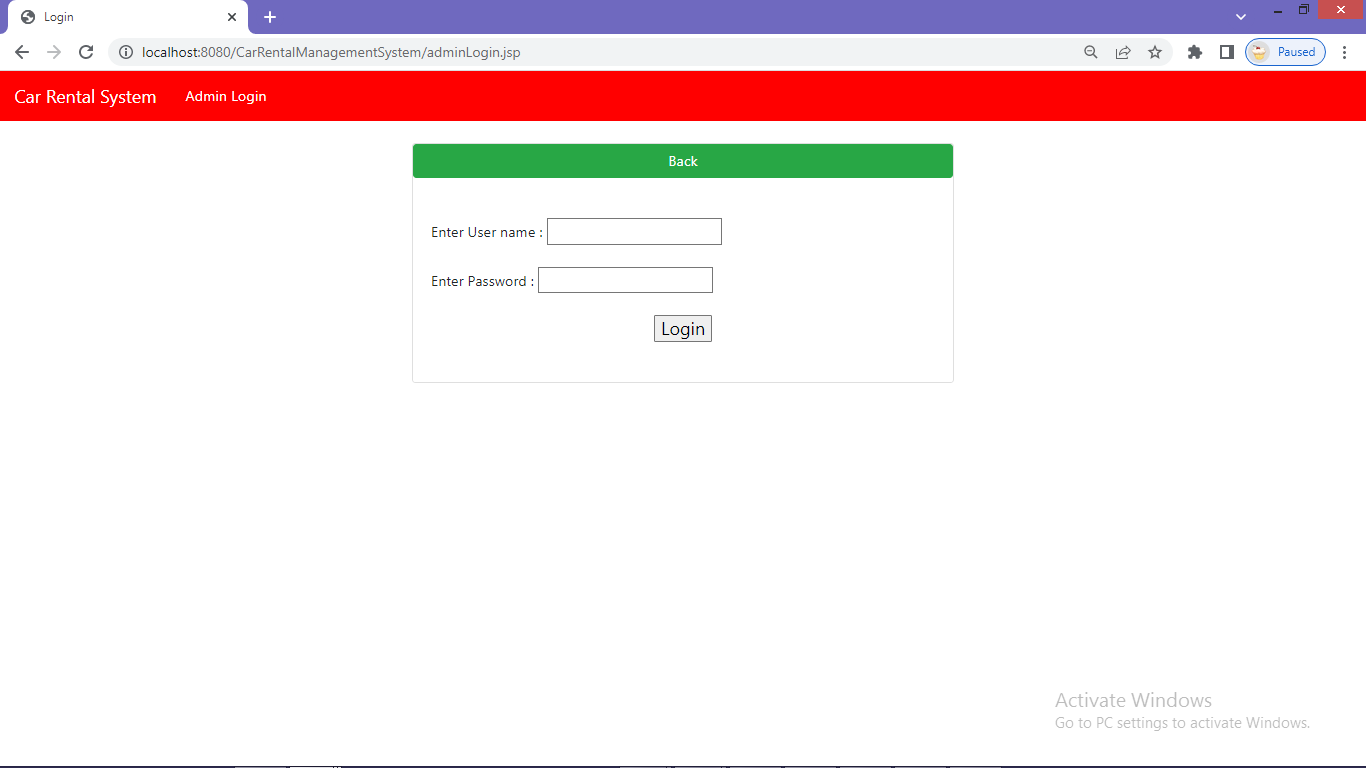 Login
localhost:8080/CarRentalManagementSystem/adminLogin.jsp
Paused
Car Rental System Admin Login
Back
Enter User name :
Enter Password :
Login
Activate Windows
Go to PC settings to activate Windows.